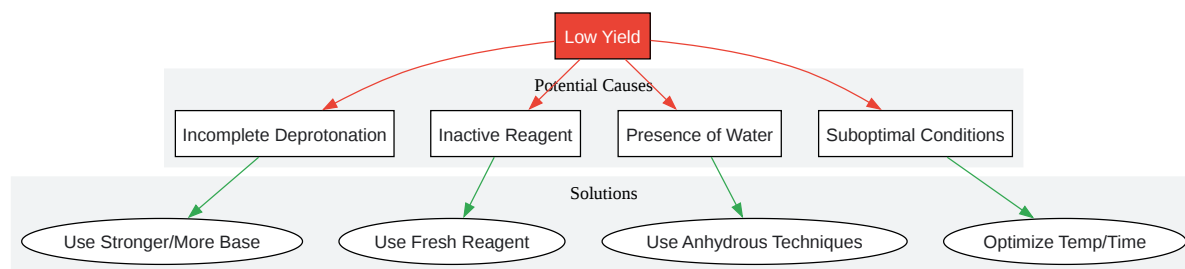 Low Yield
Potential Causes
Incomplete Deprotonation
Inactive Reagent
Presence of Water
Suboptimal Conditions
Solutions
Use Stronger/More Base
Use Fresh Reagent
Use Anhydrous Techniques
Optimize Temp/Time